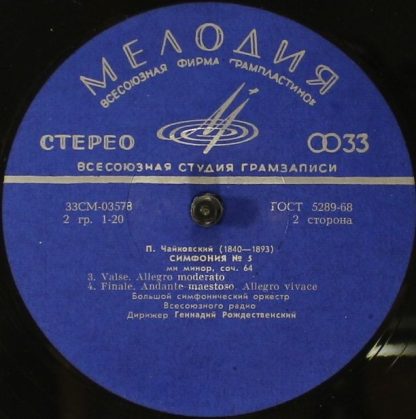 МЕЛОДИЯ
ВСЕСОЮЗНАЯ ФИРМА ГРАМПЛАСТИНОК
СТЕРЕО
33
ВСЕСОЮЗНАЯ СТУДИЯ ГРАМЗАПИСИ
33СМ-03578 ГОСТ 5289-68
2 гр. 1-20 2 сторона
П. Чайковский (1840—1893)
СИМФОНИЯ № 5
ми минор, соч. 64
3. Valse. Allegro moderato
4. Finale. Andante maestoso. Allegro vivace
Большой симфонический оркестр
Всесоюзного радио
Дирижер Геннадий Рождественский